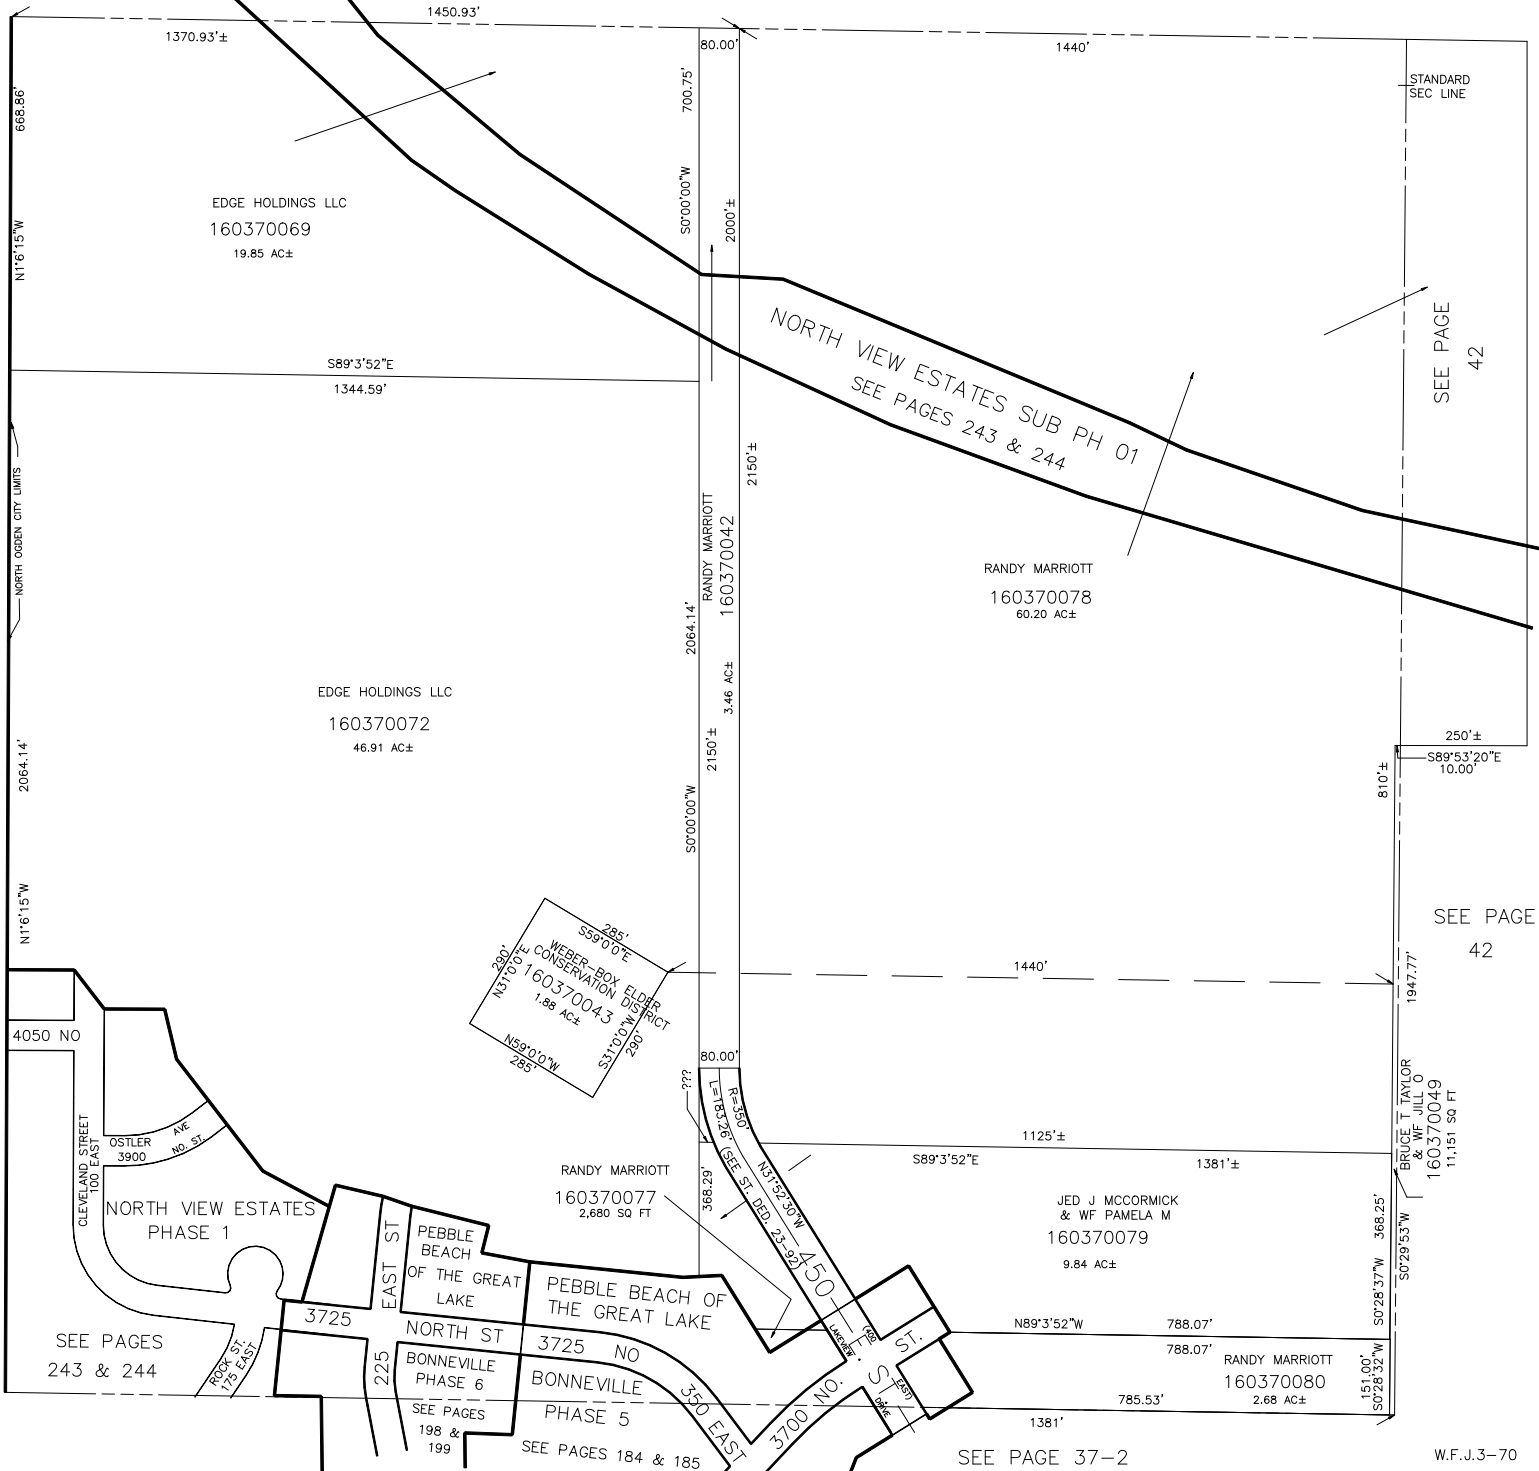 1450.93'
1370.93'±
80.00'
1440'
STANDARD
SEC LINE
668.86'
N1°6'15"W
700.75'
S0°00'00"W
2000'±
EDGE HOLDINGS LLC
160370069
19.85 AC±
S89°3'52"E
1344.59'
NORTH VIEW ESTATES SUB PH 01
SEE PAGES 243 & 244
SEE PAGE
42
NORTH OGDEN CITY LIMITS
2150'±
RANDY MARRIOTT
160370042
3.46 AC±
2064.14'
2150'±
S0°00'00"W
RANDY MARRIOTT
160370078
60.20 AC±
EDGE HOLDINGS LLC
160370072
46.91 AC±
2064.14'
N1°6'15"W
250'±
S89°53'20"E
10.00'
810'±
SEE PAGE
42
1947.77'
285'
S59°0'0"E
290'
N31°0'0"E
WEBER-BOX ELDER
CONSERVATION DISTRICT
160370043
1.88 AC±
S31°0'0"W
290'
N59°0'0"W
285'
1440'
80.00'
???
R=350'
L=183.26' (SEE ST. DED. 23-92)
N31°52'30"W
368.29'
1125'±
S89°3'52"E
1381'±
BRUCE T TAYLOR
& WF JILL O
160370049
11,151 SQ FT
4050 NO
CLEVELAND STREET
100 EAST
OSTLER AVE
3900 NO. ST.
NORTH VIEW ESTATES
PHASE 1
RANDY MARRIOTT
160370077
2,680 SQ FT
JED J MCCORMICK
& WF PAMELA M
160370079
9.84 AC±
368.25'
S0°28'37"W
S0°29'53"W
PEBBLE
BEACH
OF THE GREAT
LAKE
EAST ST
225
PEBBLE BEACH OF
THE GREAT LAKE
450 E. ST.
(400 EAST)
LAKEVIEW DRIVE
ST.
3725
NORTH ST
3725 NO
N89°3'52"W
788.07'
788.07'
SEE PAGES
243 & 244
ROCK ST.
175 EAST
BONNEVILLE
PHASE 6
SEE PAGES
198 &
199
BONNEVILLE
PHASE 5
SEE PAGES 184 & 185
350 EAST
3700 NO.
RANDY MARRIOTT
160370080
2.68 AC±
151.00'
S0°28'32"W
785.53'
1381'
SEE PAGE 37-2
W.F.J.3-70